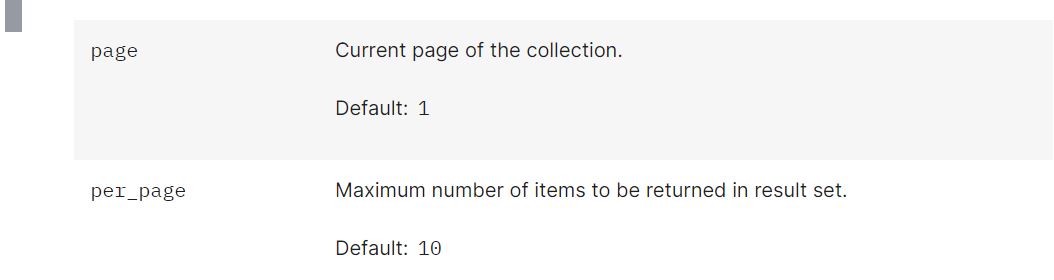 page
Current page of the collection.
Default: 1
per_page
Maximum number of items to be returned in result set.
Default: 10